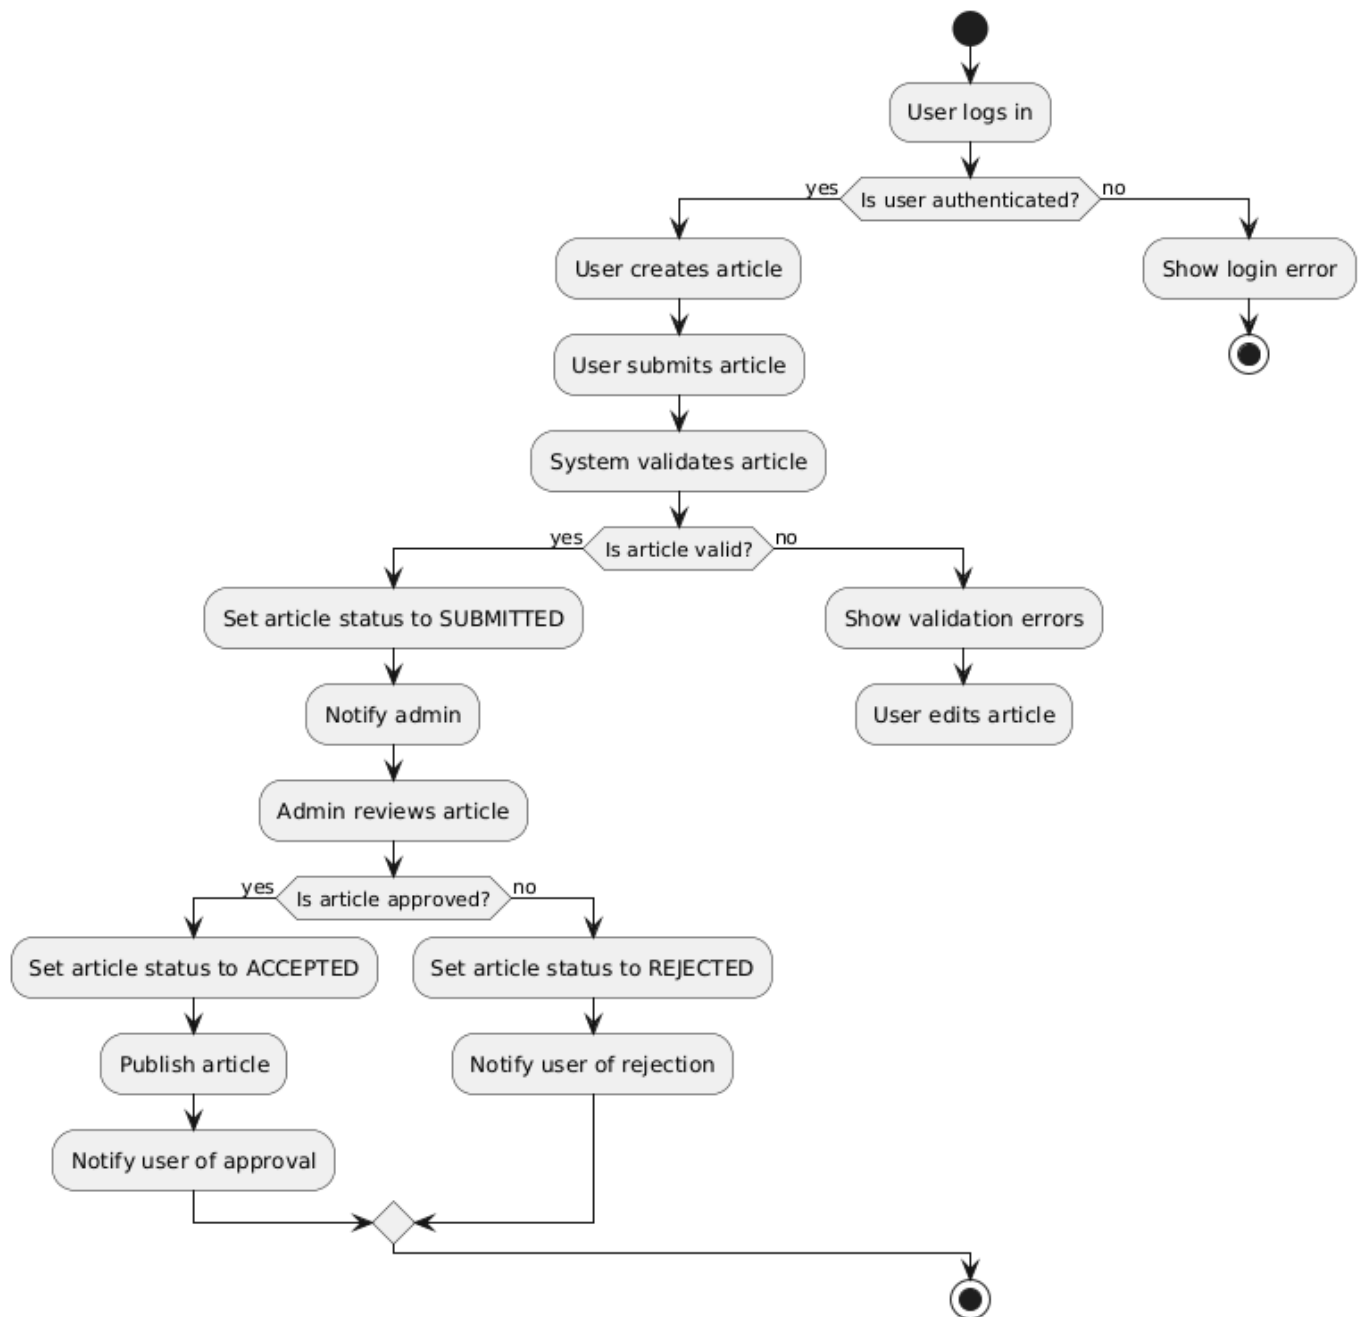 User logs in
yes
Is user authenticated?
no
User creates article
Show login error
User submits article
System validates article
yes
Is article valid?
no
Set article status to SUBMITTED
Show validation errors
Notify admin
User edits article
Admin reviews article
yes
Is article approved?
no
Set article status to ACCEPTED
Set article status to REJECTED
Publish article
Notify user of rejection
Notify user of approval